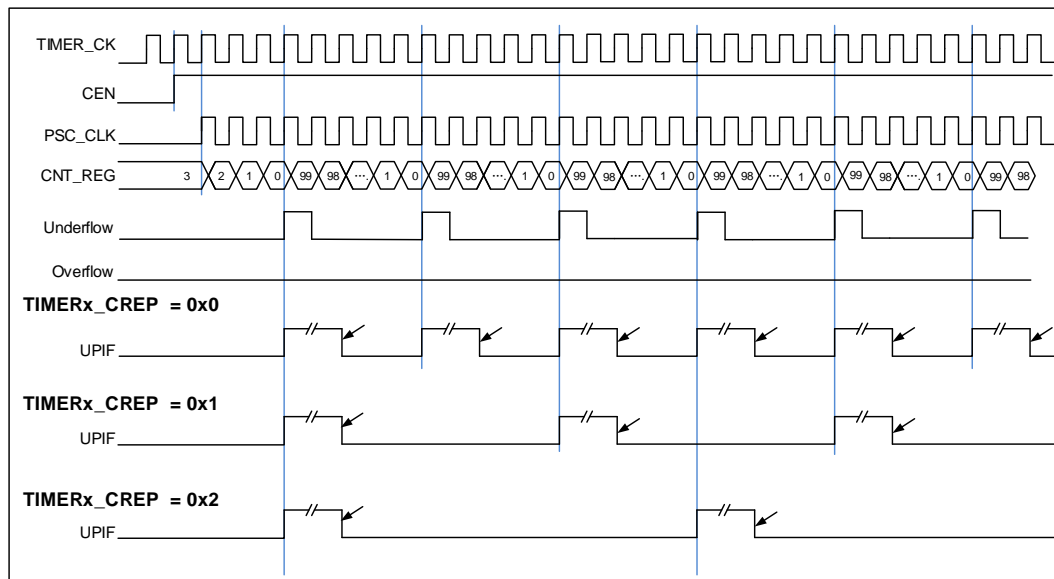 TIMER_CK
CEN
PSC_CLK
CNT_REG 3 2 1 0 99 98 .... 1 0 99 98 .... 1 0 99 98 .... 1 0 99 98 .... 1 0 99 98 .... 1 0 99 98
Underflow
Overflow
TIMERx_CREP = 0x0
UPIF
TIMERx_CREP = 0x1
UPIF
TIMERx_CREP = 0x2
UPIF